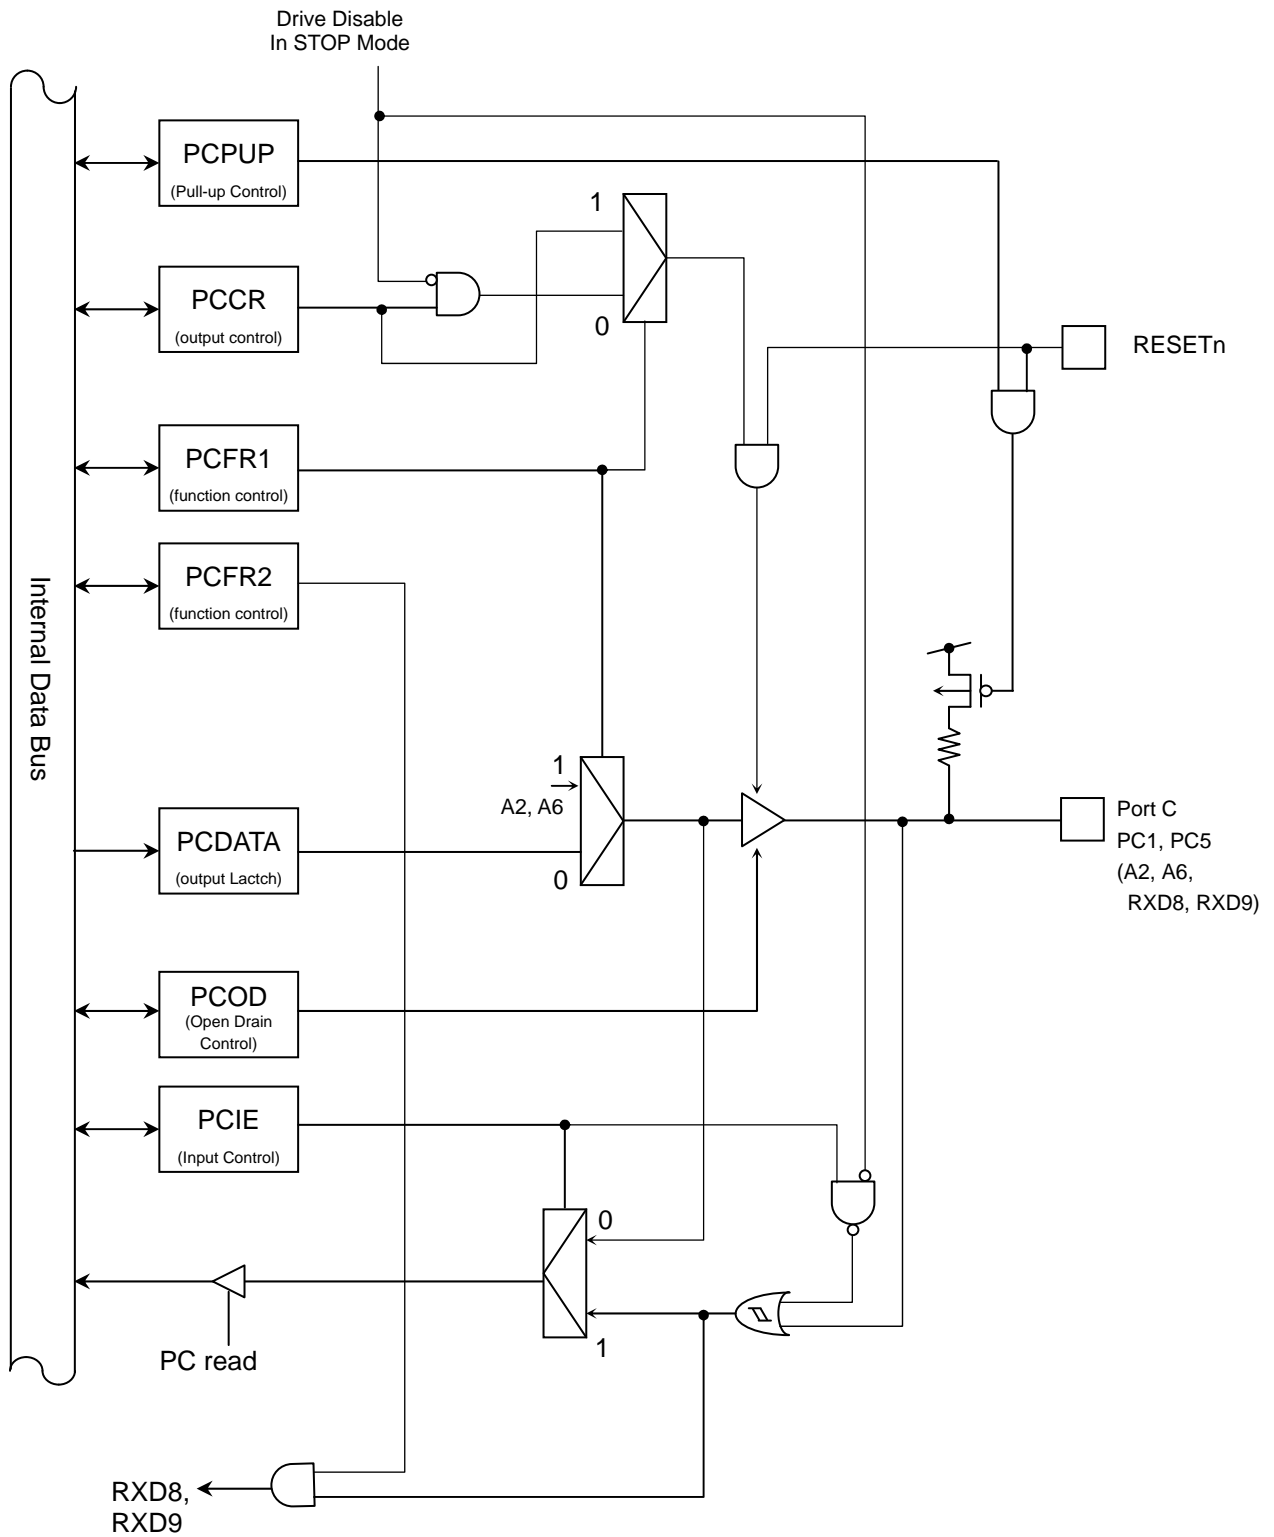 Drive Disable
In STOP Mode
PCPUP
(Pull-up Control)
1
PCCR
(output control)
0
RESETn
PCFR1
(function control)
PCFR2
(function control)
Internal Data Bus
1
A2, A6
PCDATA
(output Lactch)
0
Port C
PC1, PC5
(A2, A6,
RXD8, RXD9)
PCOD
(Open Drain
Control)
PCIE
(Input Control)
0
1
PC read
RXD8,
RXD9